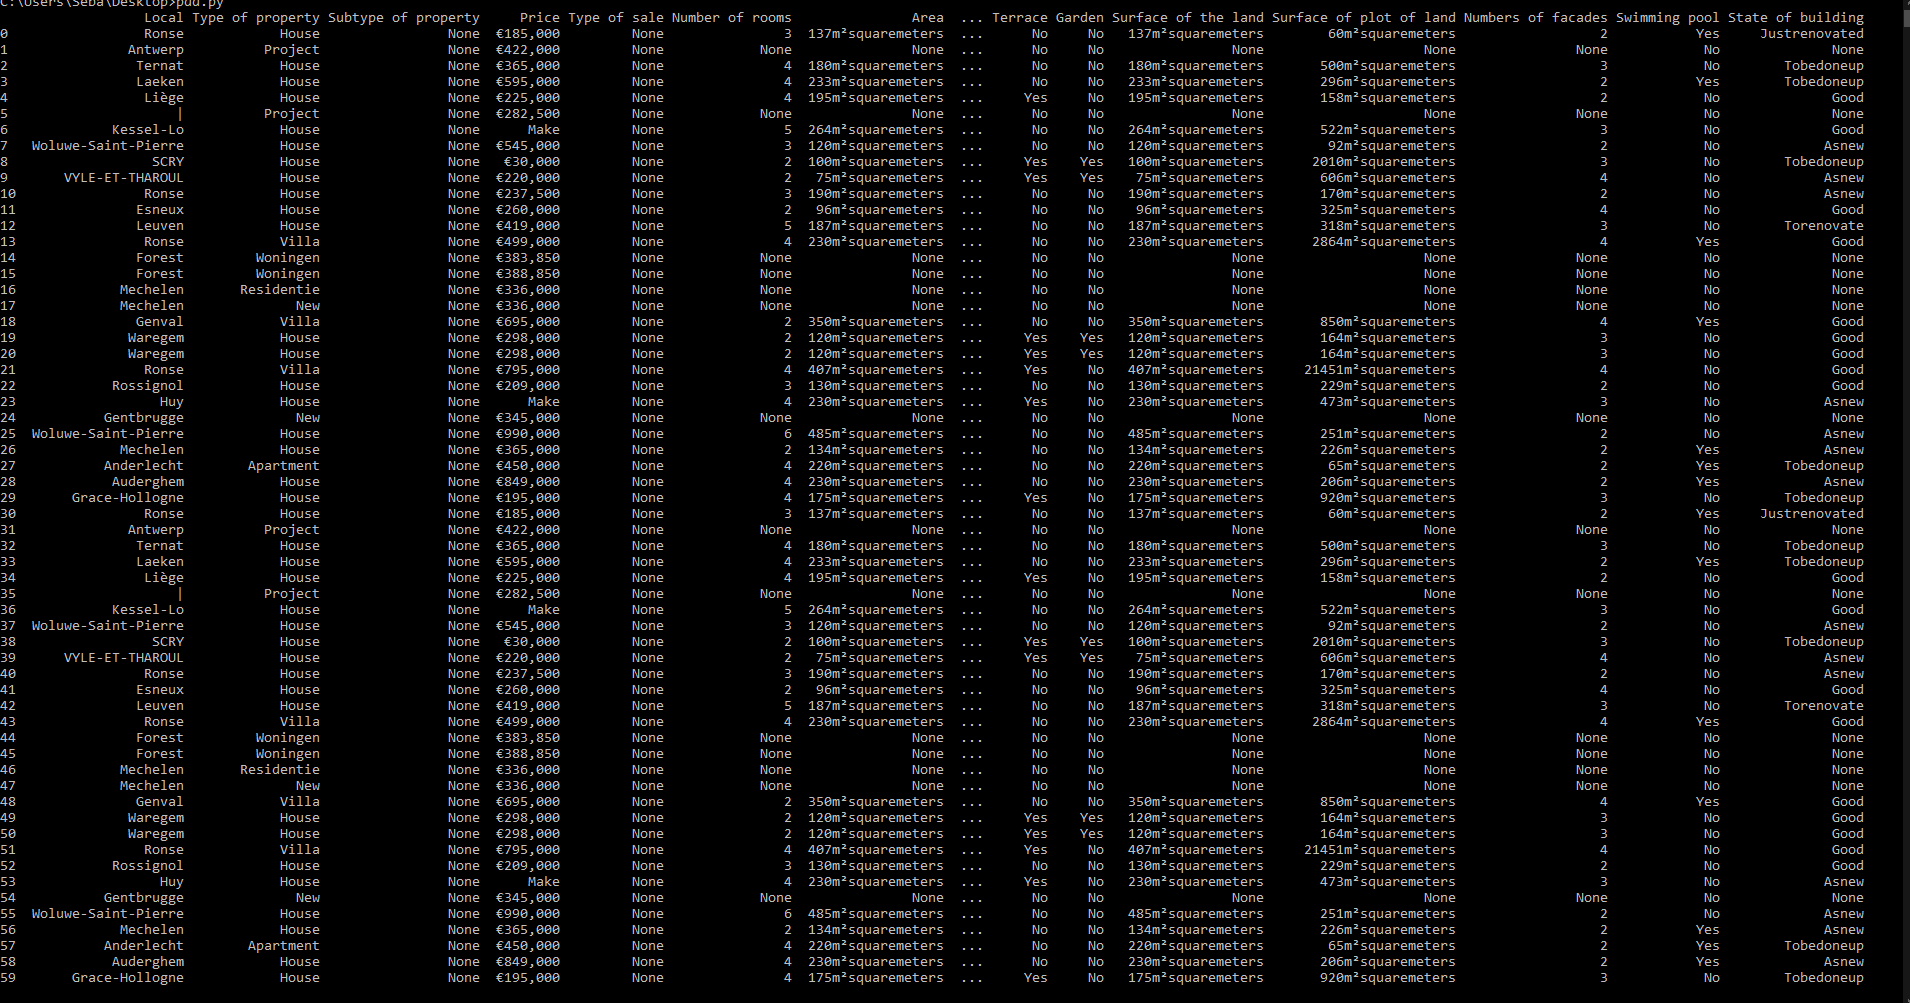 C:\Users\Seba\Desktop>pdd.py
Local Type of property Subtype of property Price Type of sale Number of rooms Area ... Terrace Garden Surface of the land Surface of plot of land Numbers of facades Swimming pool State of building
0 Ronse House None €185,000 None 3 137m²squaremeters ... No No 137m²squaremeters 60m²squaremeters 2 Yes Justrenovated
1 Antwerp Project None €422,000 None None None ... No No None None None No None
2 Ternat House None €365,000 None 4 180m²squaremeters ... No No 180m²squaremeters 500m²squaremeters 3 No Tobedoneup
3 Laeken House None €595,000 None 4 233m²squaremeters ... No No 233m²squaremeters 296m²squaremeters 2 Yes Tobedoneup
4 Liège House None €225,000 None 4 195m²squaremeters ... Yes No 195m²squaremeters 158m²squaremeters 2 No Good
5 | Project None €282,500 None None None ... No No None None None No None
6 Kessel-Lo House None Make None 5 264m²squaremeters ... No No 264m²squaremeters 522m²squaremeters 3 No Good
7 Woluwe-Saint-Pierre House None €545,000 None 3 120m²squaremeters ... No No 120m²squaremeters 92m²squaremeters 2 No Asnew
8 SCRY House None €30,000 None 2 100m²squaremeters ... Yes Yes 100m²squaremeters 2010m²squaremeters 3 No Tobedoneup
9 VYLE-ET-THAROUL House None €220,000 None 2 75m²squaremeters ... Yes Yes 75m²squaremeters 606m²squaremeters 4 No Asnew
10 Ronse House None €237,500 None 3 190m²squaremeters ... No No 190m²squaremeters 170m²squaremeters 2 No Asnew
11 Esneux House None €260,000 None 2 96m²squaremeters ... No No 96m²squaremeters 325m²squaremeters 4 No Good
12 Leuven House None €419,000 None 5 187m²squaremeters ... No No 187m²squaremeters 318m²squaremeters 3 No Torenovate
13 Ronse Villa None €499,000 None 4 230m²squaremeters ... No No 230m²squaremeters 2864m²squaremeters 4 Yes Good
14 Forest Woningen None €383,850 None None None ... No No None None None No None
15 Forest Woningen None €388,850 None None None ... No No None None None No None
16 Mechelen Residentie None €336,000 None None None ... No No None None None No None
17 Mechelen New None €336,000 None None None ... No No None None None No None
18 Genval Villa None €695,000 None 2 350m²squaremeters ... No No 350m²squaremeters 850m²squaremeters 4 Yes Good
19 Waregem House None €298,000 None 2 120m²squaremeters ... Yes Yes 120m²squaremeters 164m²squaremeters 3 No Good
20 Waregem House None €298,000 None 2 120m²squaremeters ... Yes Yes 120m²squaremeters 164m²squaremeters 3 No Good
21 Ronse Villa None €795,000 None 4 407m²squaremeters ... Yes No 407m²squaremeters 21451m²squaremeters 4 No Good
22 Rossignol House None €209,000 None 3 130m²squaremeters ... No No 130m²squaremeters 229m²squaremeters 2 No Good
23 Huy House None Make None 4 230m²squaremeters ... Yes No 230m²squaremeters 473m²squaremeters 3 No Asnew
24 Gentbrugge New None €345,000 None None None ... No No None None None No None
25 Woluwe-Saint-Pierre House None €990,000 None 6 485m²squaremeters ... No No 485m²squaremeters 251m²squaremeters 2 No Asnew
26 Mechelen House None €365,000 None 2 134m²squaremeters ... No No 134m²squaremeters 226m²squaremeters 2 Yes Asnew
27 Anderlecht Apartment None €450,000 None 4 220m²squaremeters ... No No 220m²squaremeters 65m²squaremeters 2 Yes Tobedoneup
28 Auderghem House None €849,000 None 4 230m²squaremeters ... No No 230m²squaremeters 206m²squaremeters 2 Yes Asnew
29 Grace-Hollogne House None €195,000 None 4 175m²squaremeters ... Yes No 175m²squaremeters 920m²squaremeters 3 No Tobedoneup
30 Ronse House None €185,000 None 3 137m²squaremeters ... No No 137m²squaremeters 60m²squaremeters 2 Yes Justrenovated
31 Antwerp Project None €422,000 None None None ... No No None None None No None
32 Ternat House None €365,000 None 4 180m²squaremeters ... No No 180m²squaremeters 500m²squaremeters 3 No Tobedoneup
33 Laeken House None €595,000 None 4 233m²squaremeters ... No No 233m²squaremeters 296m²squaremeters 2 Yes Tobedoneup
34 Liège House None €225,000 None 4 195m²squaremeters ... Yes No 195m²squaremeters 158m²squaremeters 2 No Good
35 | Project None €282,500 None None None ... No No None None None No None
36 Kessel-Lo House None Make None 5 264m²squaremeters ... No No 264m²squaremeters 522m²squaremeters 3 No Good
37 Woluwe-Saint-Pierre House None €545,000 None 3 120m²squaremeters ... No No 120m²squaremeters 92m²squaremeters 2 No Asnew
38 SCRY House None €30,000 None 2 100m²squaremeters ... Yes Yes 100m²squaremeters 2010m²squaremeters 3 No Tobedoneup
39 VYLE-ET-THAROUL House None €220,000 None 2 75m²squaremeters ... Yes Yes 75m²squaremeters 606m²squaremeters 4 No Asnew
40 Ronse House None €237,500 None 3 190m²squaremeters ... No No 190m²squaremeters 170m²squaremeters 2 No Asnew
41 Esneux House None €260,000 None 2 96m²squaremeters ... No No 96m²squaremeters 325m²squaremeters 4 No Good
42 Leuven House None €419,000 None 5 187m²squaremeters ... No No 187m²squaremeters 318m²squaremeters 3 No Torenovate
43 Ronse Villa None €499,000 None 4 230m²squaremeters ... No No 230m²squaremeters 2864m²squaremeters 4 Yes Good
44 Forest Woningen None €383,850 None None None ... No No None None None No None
45 Forest Woningen None €388,850 None None None ... No No None None None No None
46 Mechelen Residentie None €336,000 None None None ... No No None None None No None
47 Mechelen New None €336,000 None None None ... No No None None None No None
48 Genval Villa None €695,000 None 2 350m²squaremeters ... No No 350m²squaremeters 850m²squaremeters 4 Yes Good
49 Waregem House None €298,000 None 2 120m²squaremeters ... Yes Yes 120m²squaremeters 164m²squaremeters 3 No Good
50 Waregem House None €298,000 None 2 120m²squaremeters ... Yes Yes 120m²squaremeters 164m²squaremeters 3 No Good
51 Ronse Villa None €795,000 None 4 407m²squaremeters ... Yes No 407m²squaremeters 21451m²squaremeters 4 No Good
52 Rossignol House None €209,000 None 3 130m²squaremeters ... No No 130m²squaremeters 229m²squaremeters 2 No Good
53 Huy House None Make None 4 230m²squaremeters ... Yes No 230m²squaremeters 473m²squaremeters 3 No Asnew
54 Gentbrugge New None €345,000 None None None ... No No None None None No None
55 Woluwe-Saint-Pierre House None €990,000 None 6 485m²squaremeters ... No No 485m²squaremeters 251m²squaremeters 2 No Asnew
56 Mechelen House None €365,000 None 2 134m²squaremeters ... No No 134m²squaremeters 226m²squaremeters 2 Yes Asnew
57 Anderlecht Apartment None €450,000 None 4 220m²squaremeters ... No No 220m²squaremeters 65m²squaremeters 2 Yes Tobedoneup
58 Auderghem House None €849,000 None 4 230m²squaremeters ... No No 230m²squaremeters 206m²squaremeters 2 Yes Asnew
59 Grace-Hollogne House None €195,000 None 4 175m²squaremeters ... Yes No 175m²squaremeters 920m²squaremeters 3 No Tobedoneup